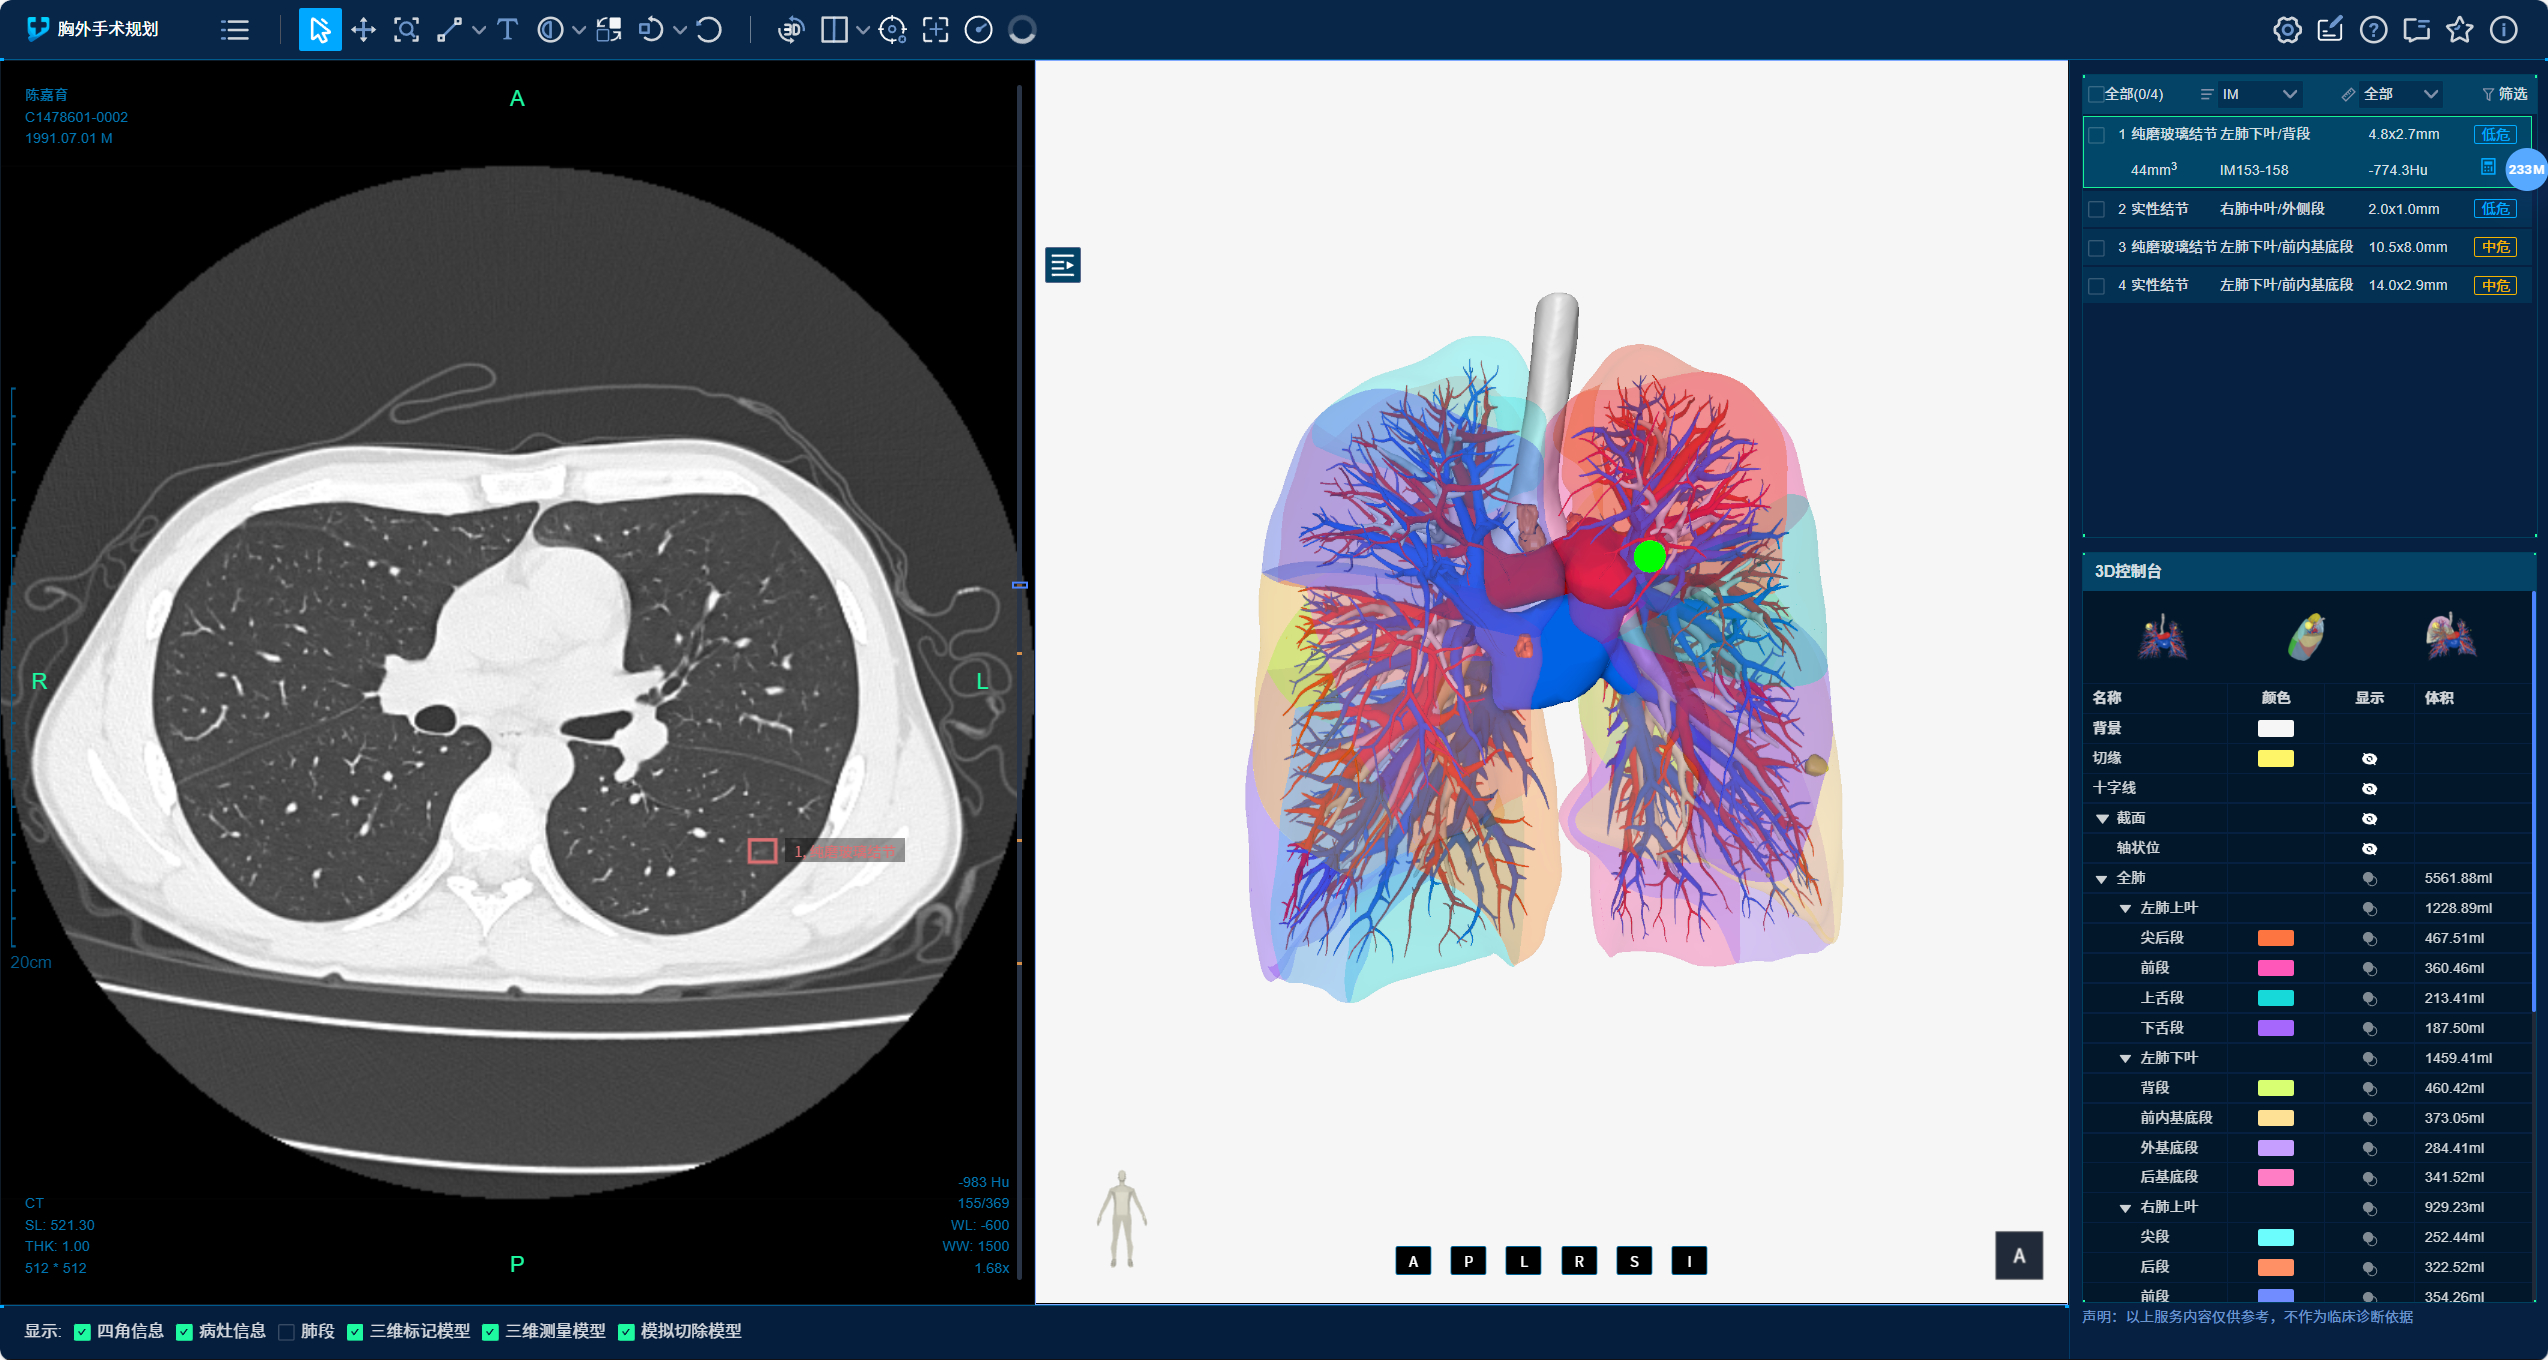 胸外手术规划
T
3D
陈嘉育
C1478601-0002
1991.07.01 M
A
R
L
P
20cm
CT
SL: 521.30
THK: 1.00
512 * 512
-983 Hu
155/369
WL: -600
WW: 1500
1.68x
A P L R S I
A
全部(0/4) IM 全部 筛选
1 纯磨玻璃结节 左肺下叶/背段 4.8x2.7mm 低危
44mm³ IM153-158 -774.3Hu
233M
2 实性结节 右肺中叶/外侧段 2.0x1.0mm 低危
3 纯磨玻璃结节 左肺下叶/前内基底段 10.5x8.0mm 中危
4 实性结节 左肺下叶/前内基底段 14.0x2.9mm 中危
3D控制台
名称 颜色 显示 体积
背景
切缘
十字线
截面
轴状位
全肺 5561.88ml
左肺上叶 1228.89ml
尖后段 467.51ml
前段 360.46ml
上舌段 213.41ml
下舌段 187.50ml
左肺下叶 1459.41ml
背段 460.42ml
前内基底段 373.05ml
外基底段 284.41ml
后基底段 341.52ml
右肺上叶 929.23ml
尖段 252.44ml
后段 322.52ml
前段 354.26ml
显示: 四角信息 病灶信息 肺段 三维标记模型 三维测量模型 模拟切除模型
声明：以上服务内容仅供参考，不作为临床诊断依据